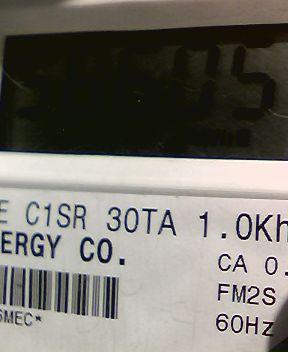 E C1SR 30TA 1.0Kh
ERGY CO.
CA 0.
FM2S
60Hz
SMEC*